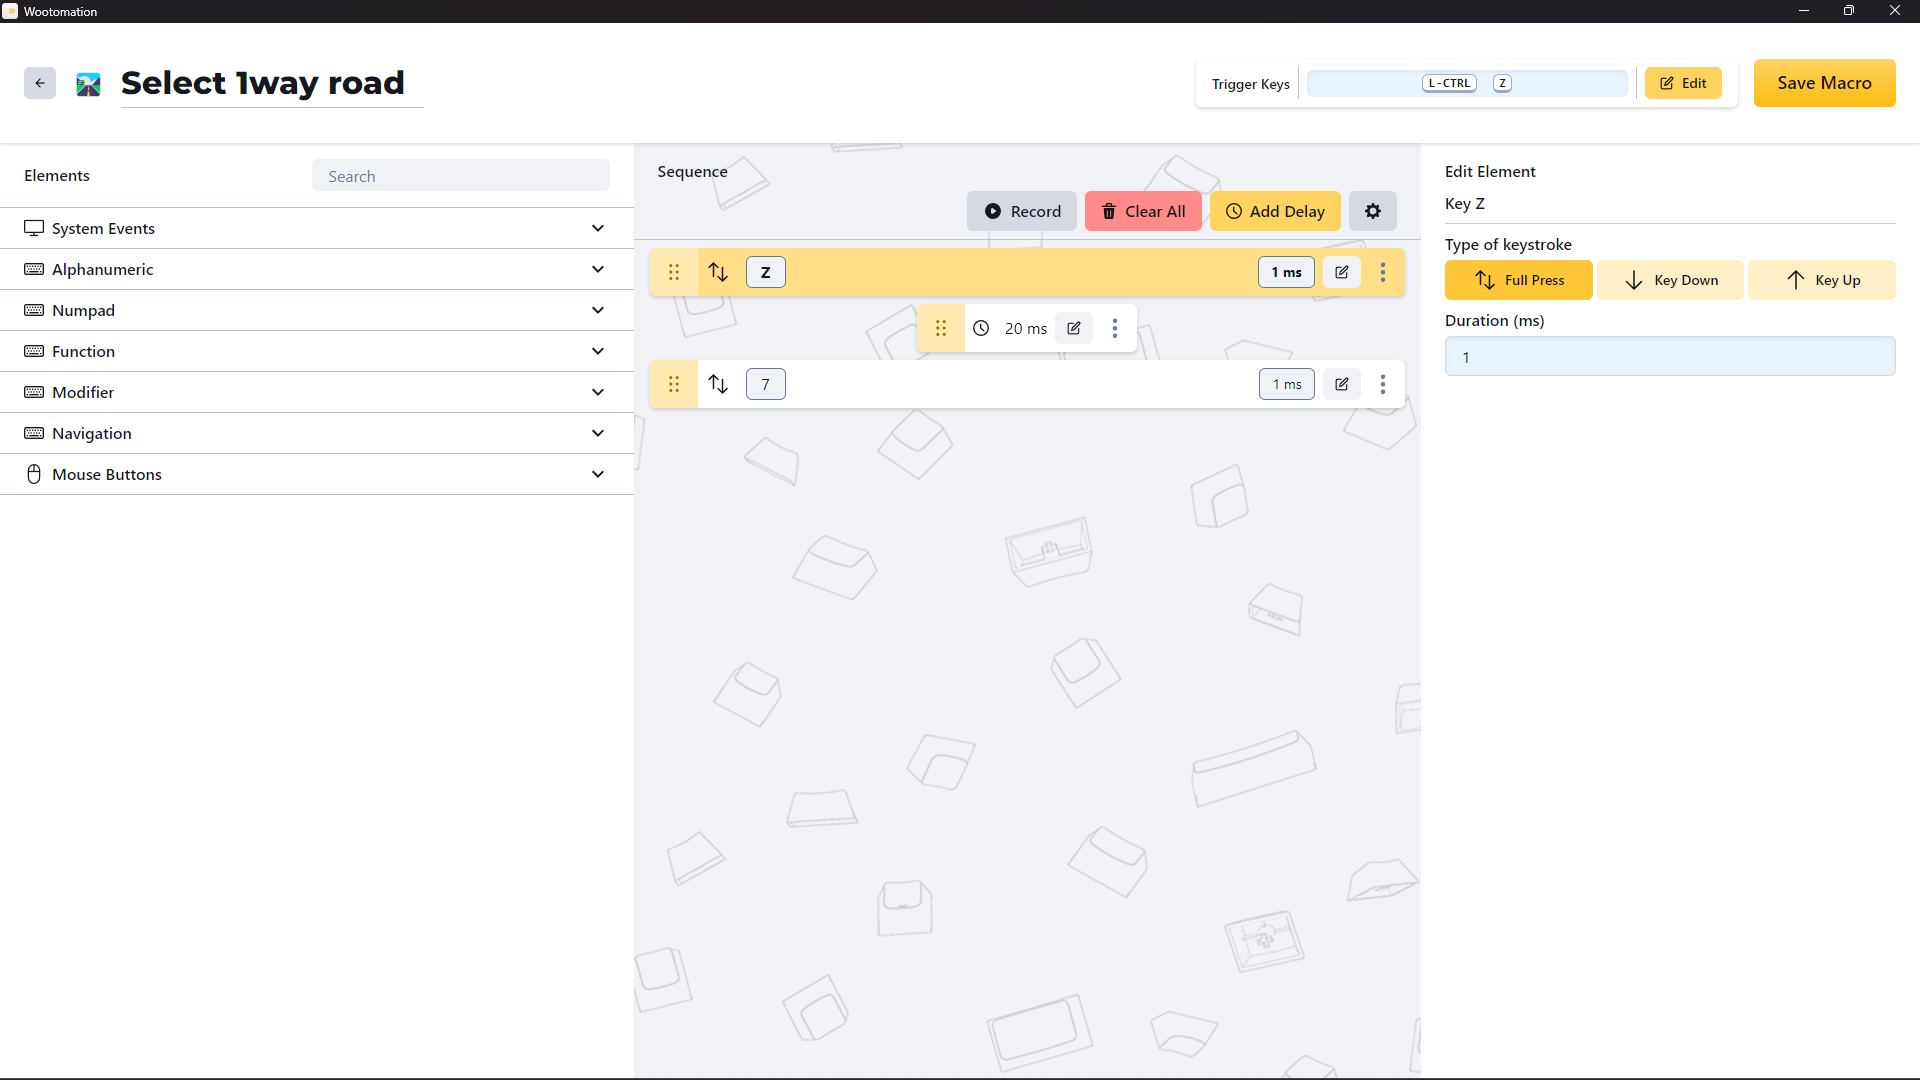 Wootomation
Select 1way road
Trigger Keys
L-CTRL Z
Edit
Save Macro
Elements
Search
System Events
Alphanumeric
Numpad
Function
Modifier
Navigation
Mouse Buttons
Sequence
Record
Clear All
Add Delay
Z
1 ms
20 ms
7
1 ms
Edit Element
Key Z
Type of keystroke
Full Press
Key Down
Key Up
Duration (ms)
1